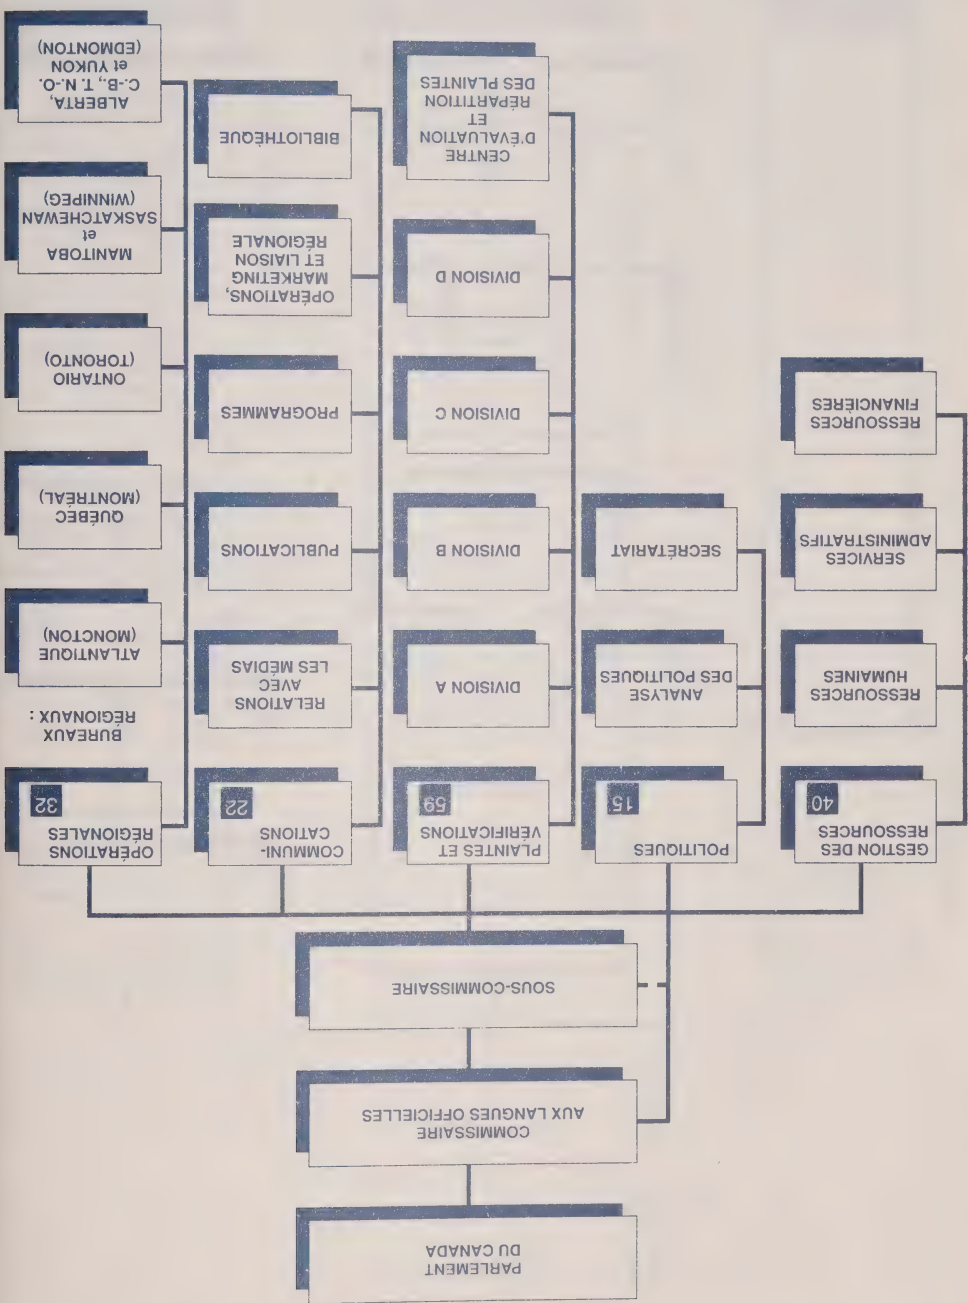 PARLEMENT
DU CANADA
COMMISSAIRE
AUX LANGUES OFFICIELLES
SOUS-COMMISSAIRE
GESTION DES
RESSOURCES
40
RESSOURCES
HUMAINES
SERVICES
ADMINISTRATIFS
RESSOURCES
FINANCIÈRES
POLITIQUES
15
ANALYSE
DES POLITIQUES
SECRÉTARIAT
PLAINTES ET
VÉRIFICATIONS
59
DIVISION A
DIVISION B
DIVISION C
DIVISION D
CENTRE
D'ÉVALUATION
ET
RÉPARTITION
DES PLAINTES
COMMUNI-
CATIONS
22
RELATIONS
AVEC
LES MÉDIAS
PUBLICATIONS
PROGRAMMES
OPÉRATIONS,
MARKETING
ET LIAISON
RÉGIONALE
BIBLIOTHÈQUE
OPÉRATIONS
RÉGIONALES
32
BUREAUX
RÉGIONAUX :
ATLANTIQUE
(MONCTON)
QUÉBEC
(MONTRÉAL)
ONTARIO
(TORONTO)
MANITOBA
et
SASKATCHEWAN
(WINNIPEG)
ALBERTA,
C.-B., T. N.-O.
et YUKON
(EDMONTON)